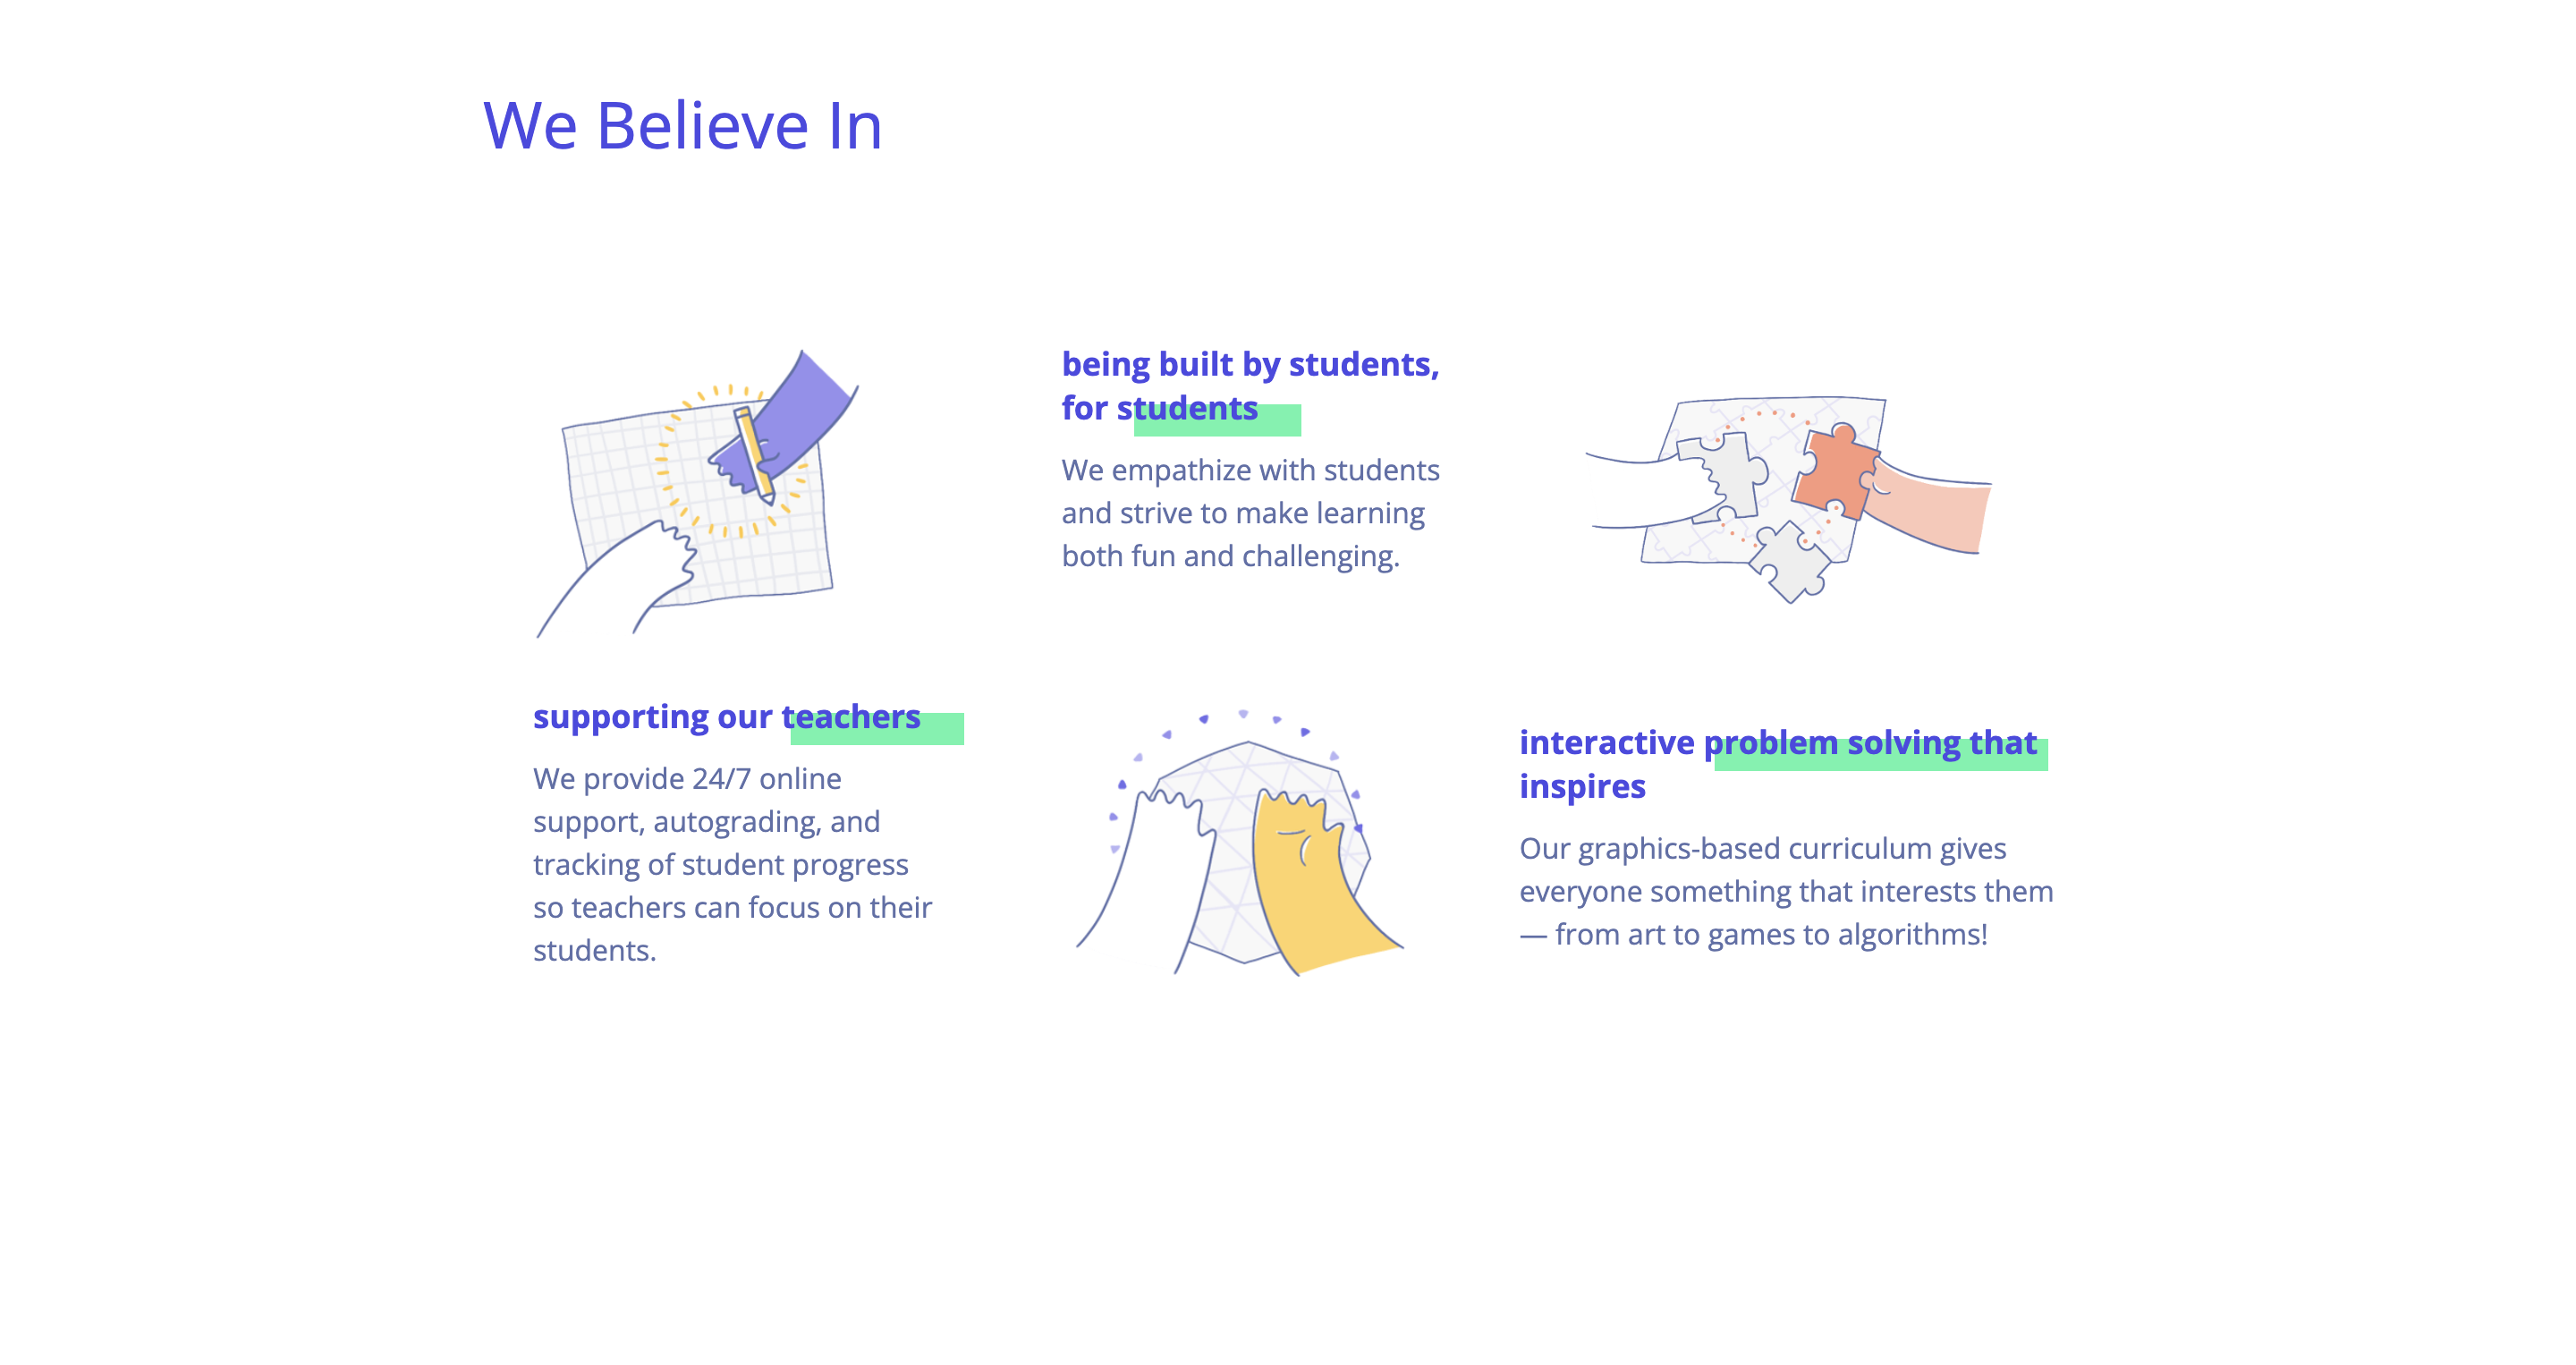 We Believe In
being built by students,
for students
We empathize with students
and strive to make learning
both fun and challenging.
supporting our teachers
We provide 24/7 online
support, autograding, and
tracking of student progress
so teachers can focus on their
students.
interactive problem solving that
inspires
Our graphics-based curriculum gives
everyone something that interests them
— from art to games to algorithms!